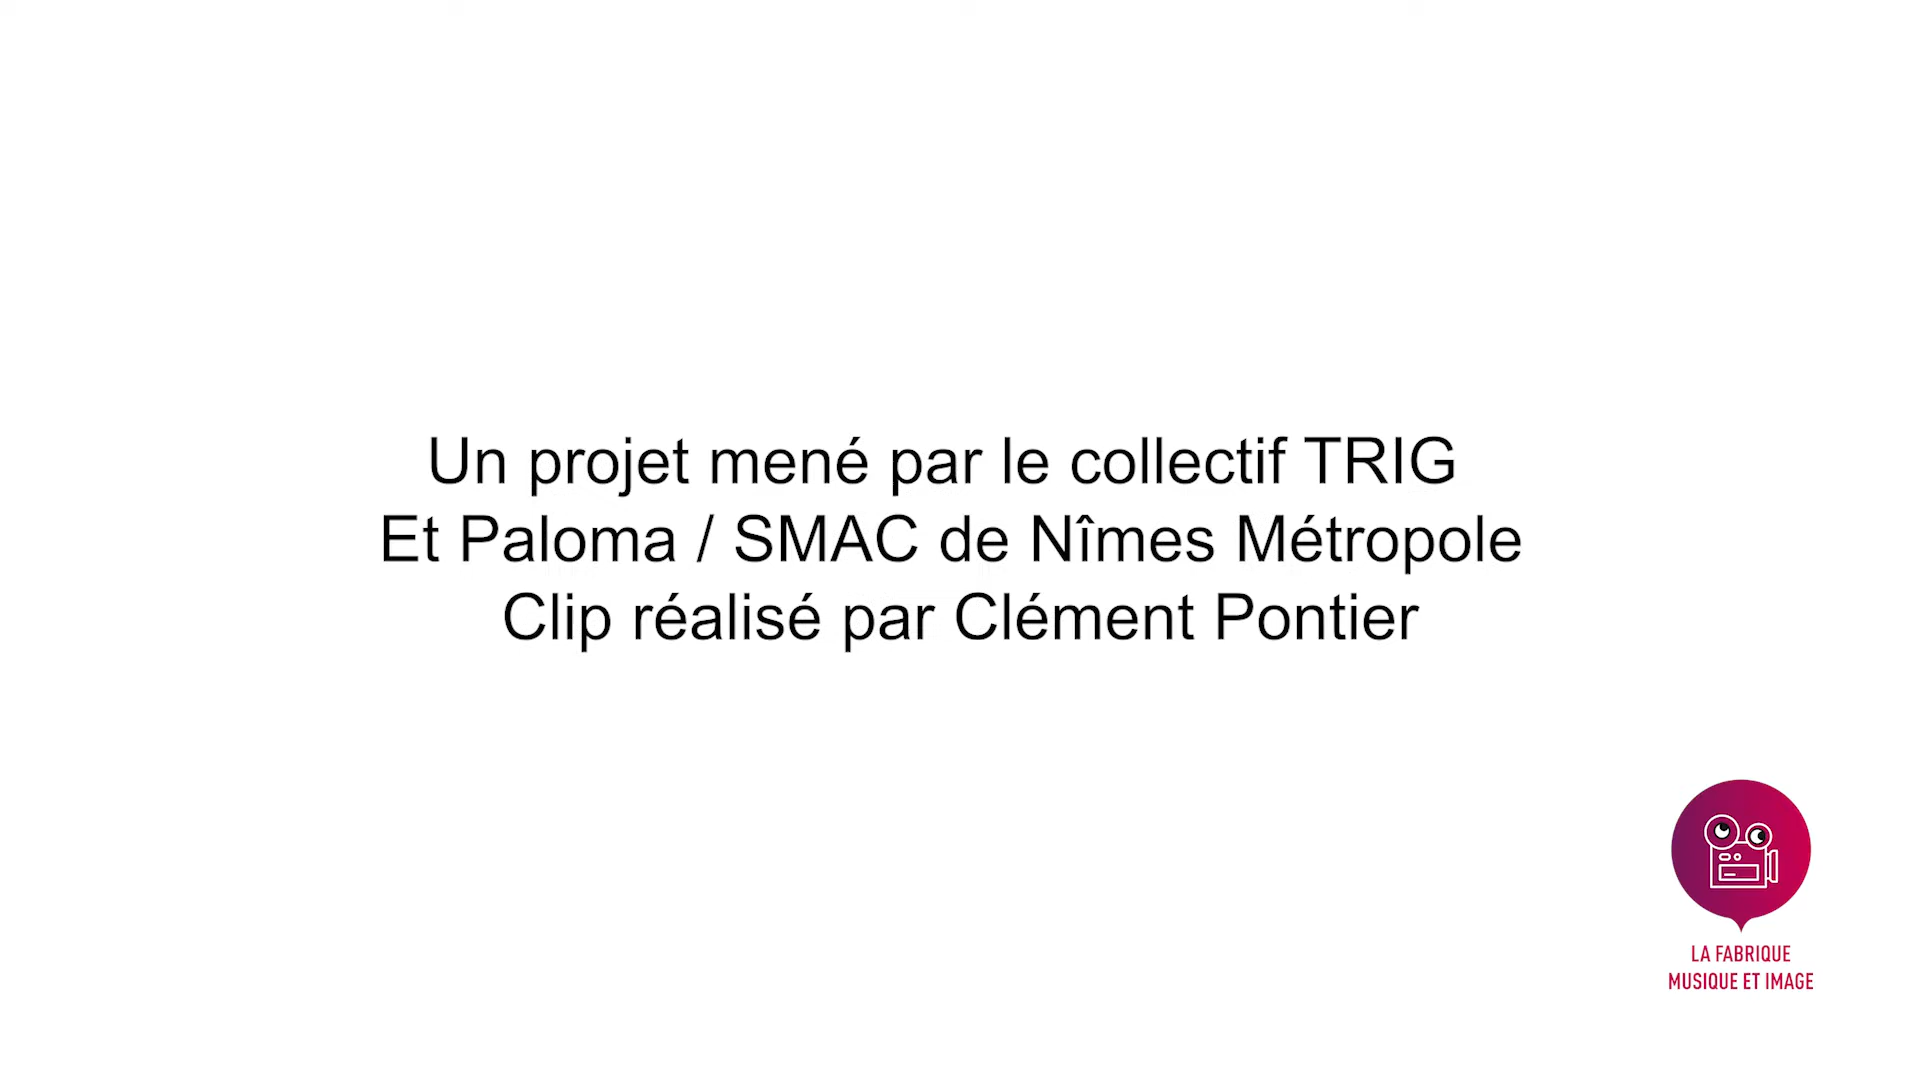 Un projet mené par le collectif TRIG
Et Paloma / SMAC de Nîmes Métropole
Clip réalisé par Clément Pontier
LA FABRIQUE
MUSIQUE ET IMAGE